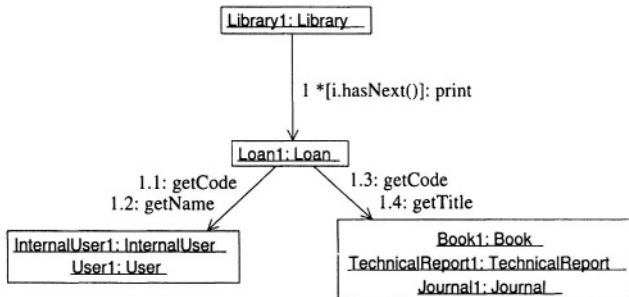 Library1: Library
1 *[i.hasNext()]: print
Loan1: Loan
1.1: getCode
1.2: getName
1.3: getCode
1.4: getTitle
InternalUser1: InternalUser
User1: User
Book1: Book
TechnicalReport1: TechnicalReport
Journal1: Journal